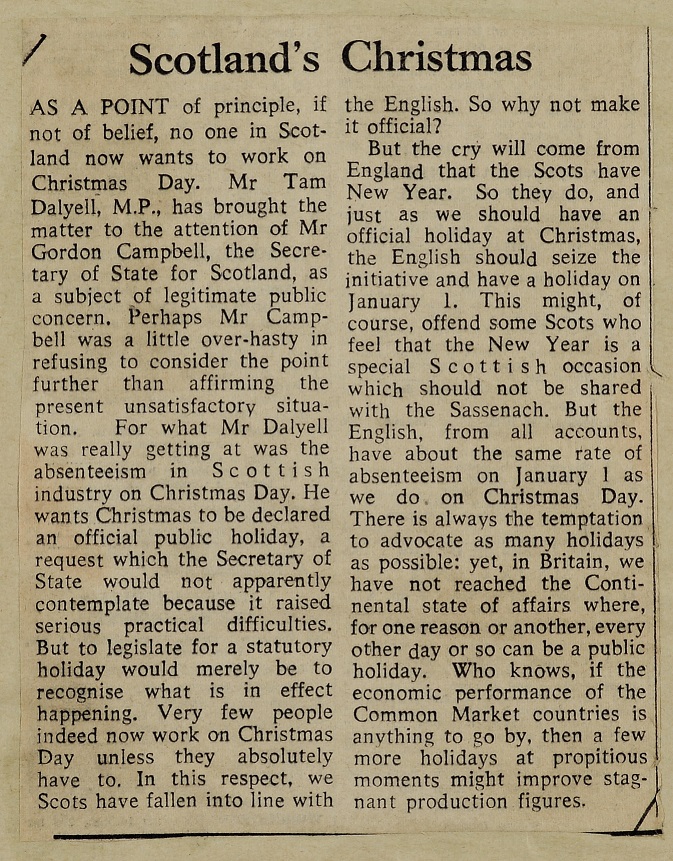 Scotland's Christmas
AS A POINT of principle, if
not of belief, no one in Scot-
land now wants to work on
Christmas Day. Mr Tam
Dalyell, M.P., has brought the
matter to the attention of Mr
Gordon Campbell, the Secre-
tary of State for Scotland, as
a subject of legitimate public
concern. Perhaps Mr Camp-
bell was a little over-hasty in
refusing to consider the point
further than affirming the
present unsatisfactory situa-
tion. For what Mr Dalyell
was really getting at was the
absenteeism in Scottish
industry on Christmas Day. He
wants Christmas to be declared
an official public holiday, a
request which the Secretary of
State would not apparently
contemplate because it raised
serious practical difficulties.
But to legislate for a statutory
holiday would merely be to
recognise what is in effect
happening. Very few people
indeed now work on Christmas
Day unless they absolutely
have to. In this respect, we
Scots have fallen into line with
the English. So why not make
it official?
But the cry will come from
England that the Scots have
New Year. So they do, and
just as we should have an
official holiday at Christmas,
the English should seize the
initiative and have a holiday on
January 1. This might, of
course, offend some Scots who
feel that the New Year is a
special Scottish occasion
which should not be shared
with the Sassenach. But the
English, from all accounts,
have about the same rate of
absenteeism on January 1 as
we do on Christmas Day.
There is always the temptation
to advocate as many holidays
as possible: yet, in Britain, we
have not reached the Conti-
nental state of affairs where,
for one reason or another, every
other day or so can be a public
holiday. Who knows, if the
economic performance of the
Common Market countries is
anything to go by, then a few
more holidays at propitious
moments might improve stag-
nant production figures.